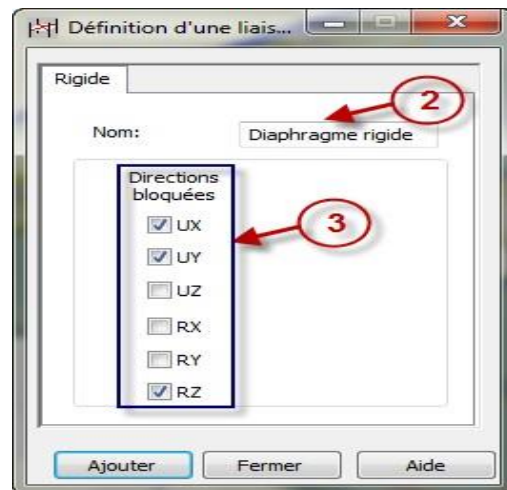 Définition d'une liais...
Rigide
2
Nom: Diaphragme rigide
Directions
bloquées
UX
3
UY
UZ
RX
RY
RZ
Ajouter Fermer Aide